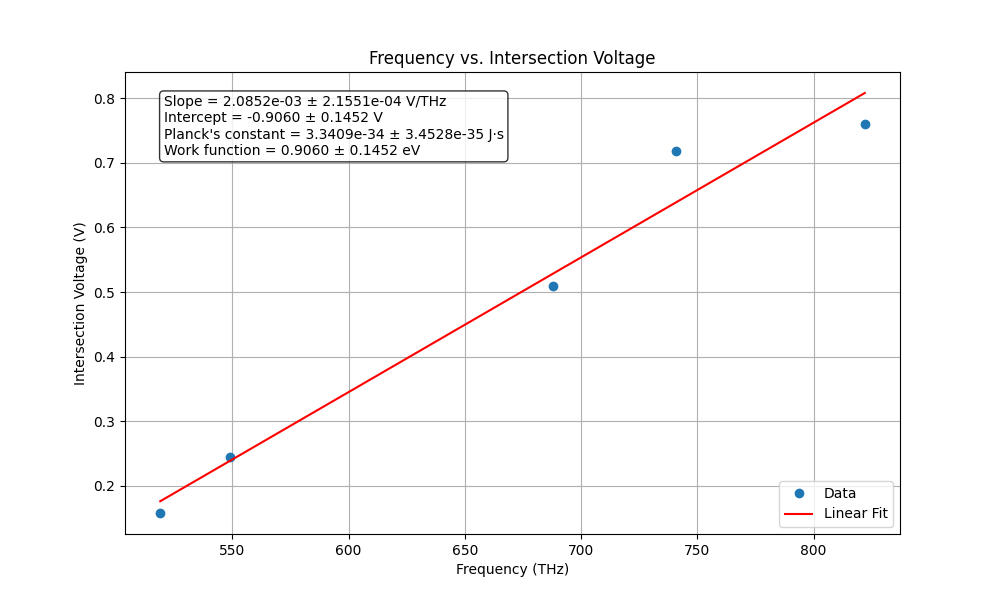 Frequency vs. Intersection Voltage
Slope = 2.0852e-03 ± 2.1551e-04 V/THz
Intercept = -0.9060 ± 0.1452 V
Planck's constant = 3.3409e-34 ± 3.4528e-35 J·s
Work function = 0.9060 ± 0.1452 eV
Intersection Voltage (V)
0.8
0.7
0.6
0.5
0.4
0.3
0.2
Data
Linear Fit
550
600
650
700
750
800
Frequency (THz)